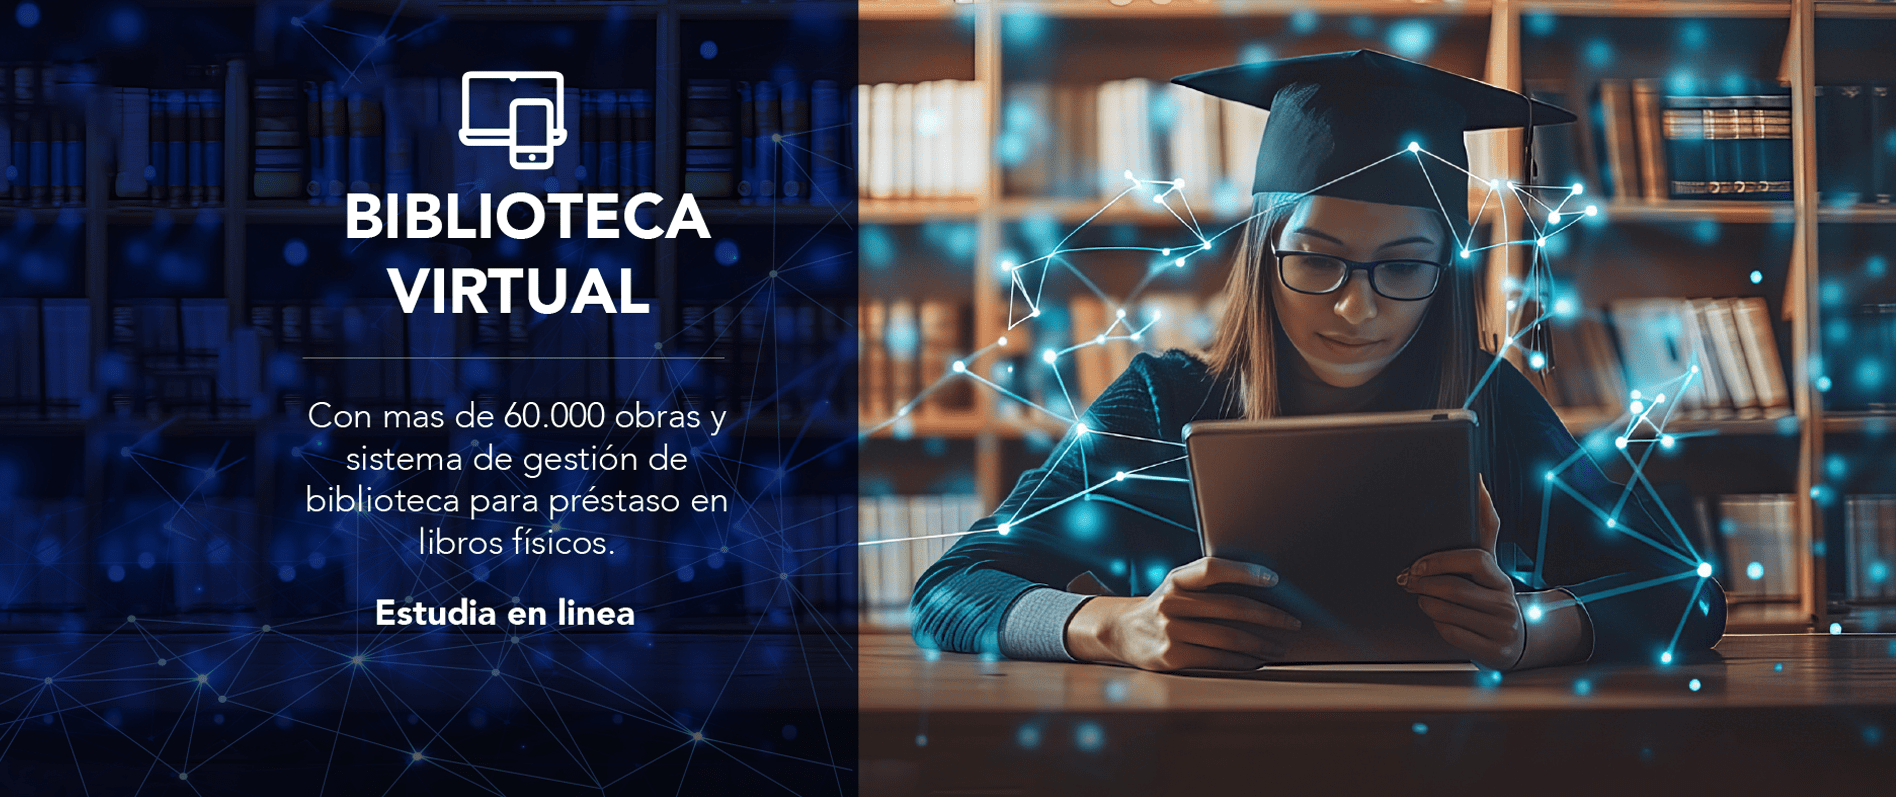 BIBLIOTECA
VIRTUAL
Con mas de 60.000 obras y
sistema de gestión de
biblioteca para préstaso en
libros físicos.
Estudia en linea